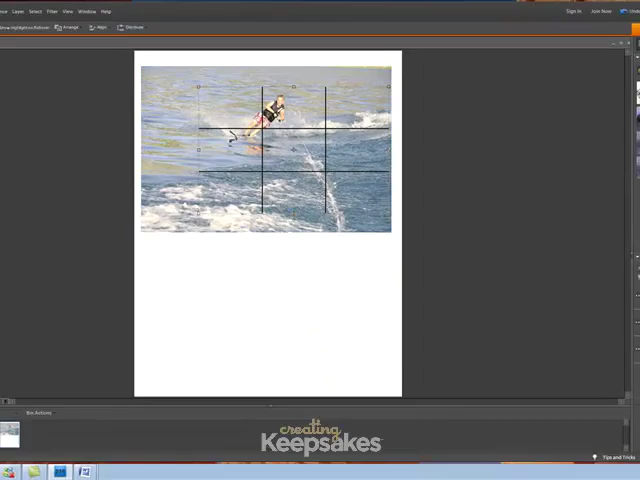 Layer Select Filter View Window Help
Sign In Join Now
Arrange Align Distribute
Bin Actions
creating
Keepsakes
Tips and Tricks